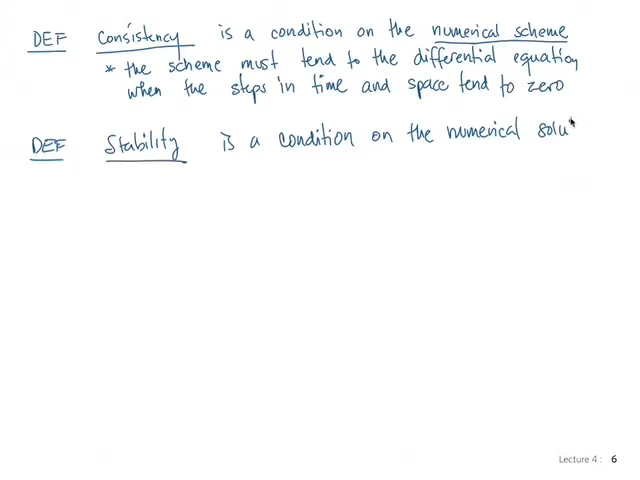 DEF Consistency is a condition on the numerical scheme
* the scheme must tend to the differential equation,
when the steps in time and space tend to zero
DEF Stability is a condition on the numerical solu
Lecture 4 : 6